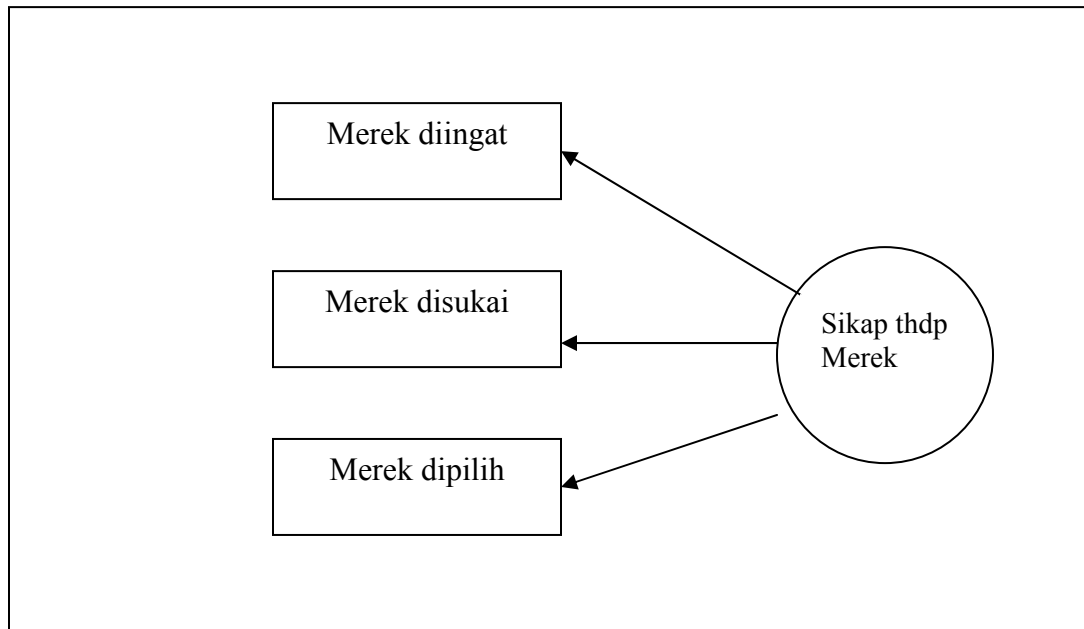 Merek diingat
Merek disukai
Sikap thdp
Merek
Merek dipilih